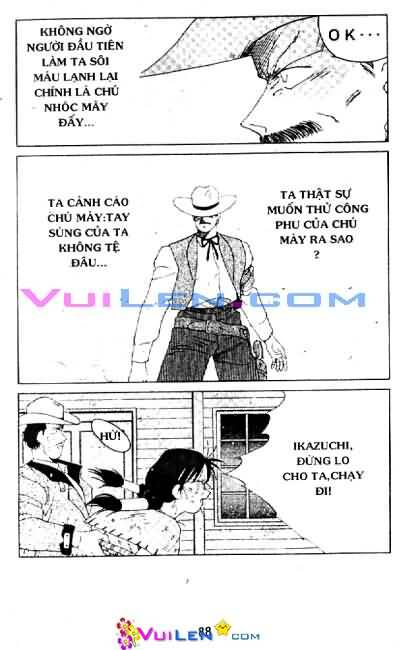 KHÔNG NGỜ
NGƯỜI ĐẦU TIÊN
LÀM TA SÔI
MÁU LẠNH LẠI
CHÍNH LÀ CHÚ
NHÓC MÀY
ĐẤY...
OK...
TA CẢNH CÁO
CHÚ MÀY:TAY
SÚNG CỦA TA
KHÔNG TỆ
ĐÂU...
TA THẬT SỰ
MUỐN THỬ CÔNG
PHU CỦA CHÚ
MÀY RA SAO
?
VUILEN.COM
HỨ!
IKAZUCHI,
ĐỪNG LO
CHO TA,CHẠY
ĐI!
88
VUILEN.COM